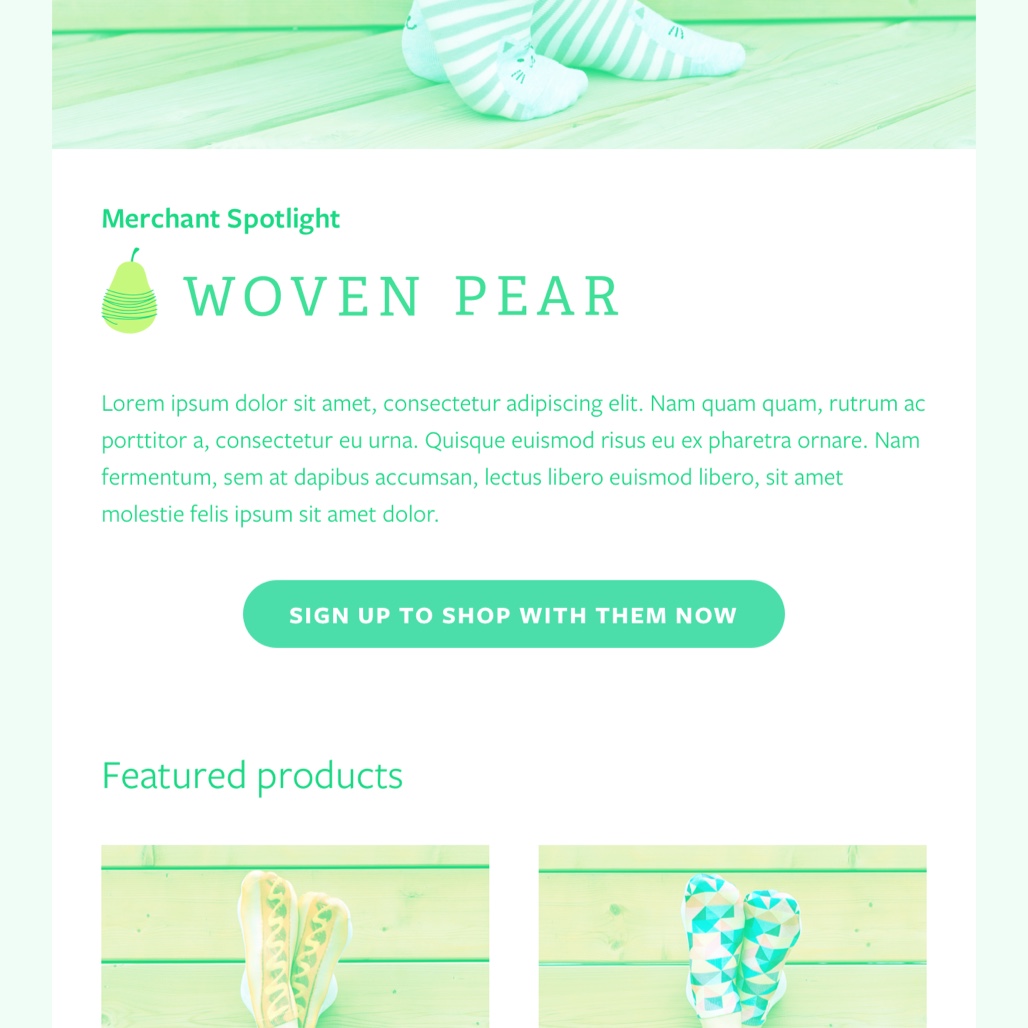 Merchant Spotlight
WOVEN PEAR
Lorem ipsum dolor sit amet, consectetur adipiscing elit. Nam quam quam, rutrum ac
porttitor a, consectetur eu urna. Quisque euismod risus eu ex pharetra ornare. Nam
fermentum, sem at dapibus accumsan, lectus libero euismod libero, sit amet
molestie felis ipsum sit amet dolor.
SIGN UP TO SHOP WITH THEM NOW
Featured products